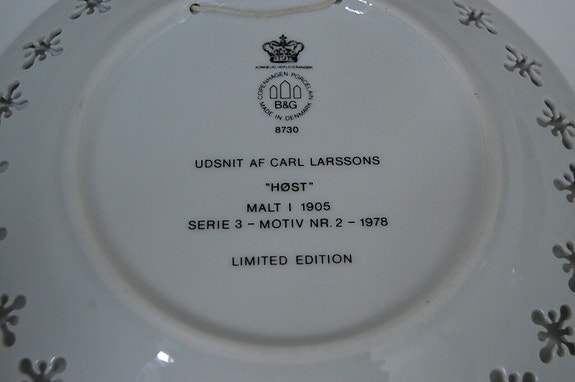 COPENHAGEN PORCELAIN
B&G
MADE IN DENMARK
8730
UDSNIT AF CARL LARSSONS
"HØST"
MALT I 1905
SERIE 3 - MOTIV NR. 2 - 1978
LIMITED EDITION